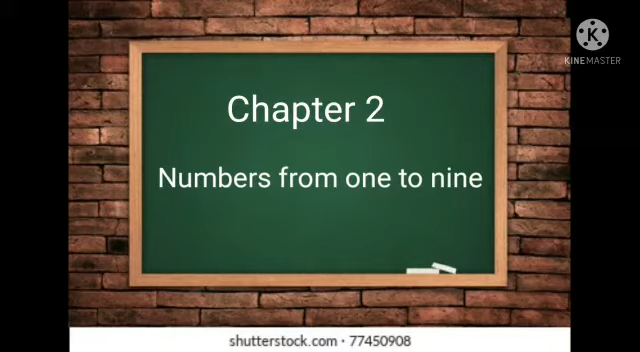 KINEMASTER
Chapter 2
Numbers from one to nine
shutterstock.com · 77450908